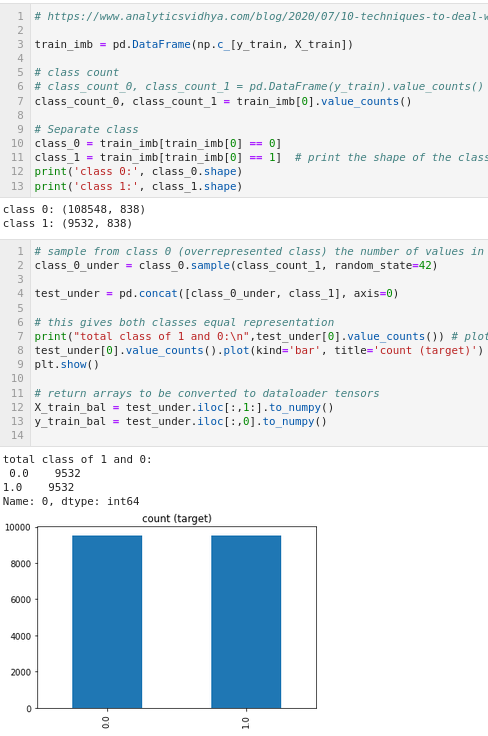 1 # https://www.analyticsvidhya.com/blog/2020/07/10-techniques-to-deal-w
2
3 train_imb = pd.DataFrame(np.c_[y_train, X_train])
4
5 # class count
6 # class_count_0, class_count_1 = pd.DataFrame(y_train).value_counts()
7 class_count_0, class_count_1 = train_imb[0].value_counts()
8
9 # Separate class
10 class_0 = train_imb[train_imb[0] == 0]
11 class_1 = train_imb[train_imb[0] == 1]  # print the shape of the class
12 print('class 0:', class_0.shape)
13 print('class 1:', class_1.shape)
class 0: (108548, 838)
class 1: (9532, 838)
1 # sample from class 0 (overrepresented class) the number of values in
2 class_0_under = class_0.sample(class_count_1, random_state=42)
3
4 test_under = pd.concat([class_0_under, class_1], axis=0)
5
6 # this gives both classes equal representation
7 print("total class of 1 and 0:\n",test_under[0].value_counts()) # plot
8 test_under[0].value_counts().plot(kind='bar', title='count (target)')
9 plt.show()
10
11 # return arrays to be converted to dataloader tensors
12 X_train_bal = test_under.iloc[:,1:].to_numpy()
13 y_train_bal = test_under.iloc[:,0].to_numpy()
14
total class of 1 and 0:
0.0    9532
1.0    9532
Name: 0, dtype: int64
count (target)
10000
8000
6000
4000
2000
0
0.0
1.0